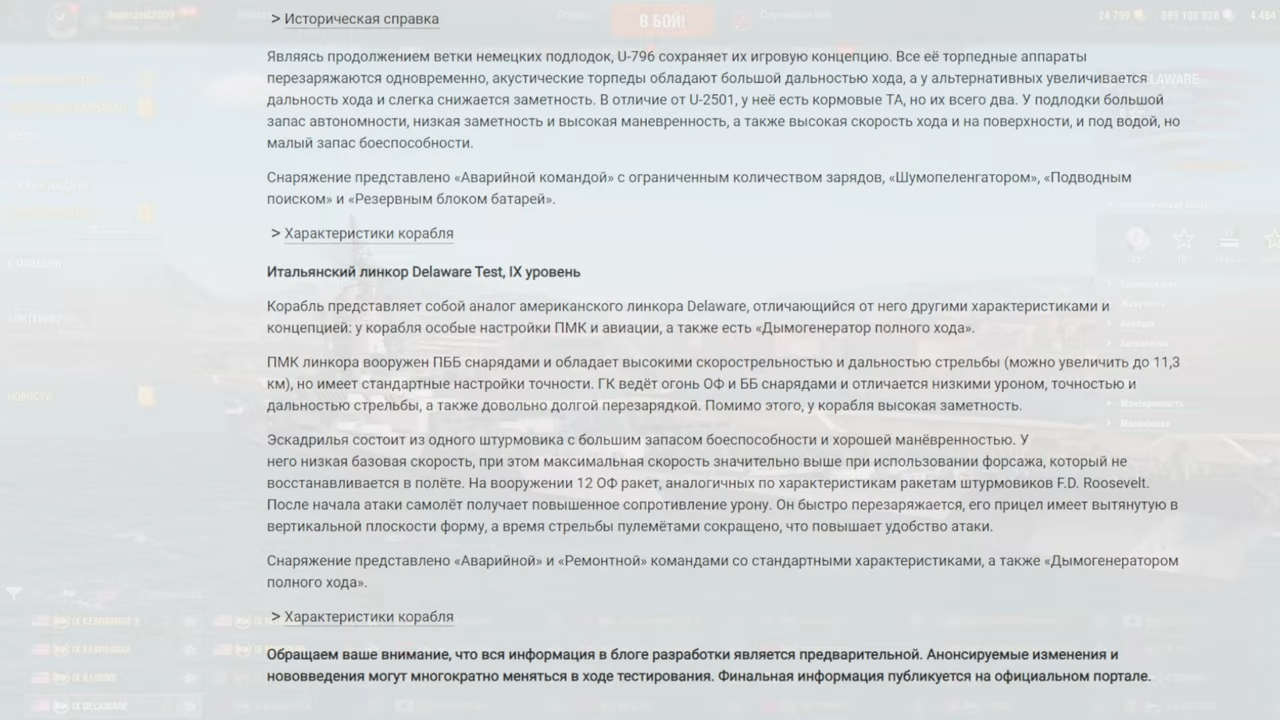 > Историческая справка
В БОЙ!
Являясь продолжением ветки немецких подлодок, U-796 сохраняет их игровую концепцию. Все её торпедные аппараты
перезаряжаются одновременно, акустические торпеды обладают большой дальностью хода, а у альтернативных увеличивается
дальность хода и слегка снижается заметность. В отличие от U-2501, у неё есть кормовые ТА, но их всего два. У подлодки большой
запас автономности, низкая заметность и высокая маневренность, а также высокая скорость хода и на поверхности, и под водой, но
малый запас боеспособности.
Снаряжение представлено «Аварийной командой» с ограниченным количеством зарядов, «Шумопеленгатором», «Подводным
поиском» и «Резервным блоком батарей».
> Характеристики корабля
Итальянский линкор Delaware Test, IX уровень
Корабль представляет собой аналог американского линкора Delaware, отличающийся от него другими характеристиками и
концепцией: у корабля особые настройки ПМК и авиации, а также есть «Дымогенератор полного хода».
ПМК линкора вооружен ПББ снарядами и обладает высокими скорострельностью и дальностью стрельбы (можно увеличить до 11,3
км), но имеет стандартные настройки точности. ГК ведёт огонь ОФ и ББ снарядами и отличается низкими уроном, точностью и
дальностью стрельбы, а также довольно долгой перезарядкой. Помимо этого, у корабля высокая заметность.
Эскадрилья состоит из одного штурмовика с большим запасом боеспособности и хорошей манёвренностью. У
него низкая базовая скорость, при этом максимальная скорость значительно выше при использовании форсажа, который не
восстанавливается в полёте. На вооружении 12 ОФ ракет, аналогичных по характеристикам ракетам штурмовиков F.D. Roosevelt.
После начала атаки самолёт получает повышенное сопротивление урону. Он быстро перезаряжается, его прицел имеет вытянутую в
вертикальной плоскости форму, а время стрельбы пулемётами сокращено, что повышает удобство атаки.
Снаряжение представлено «Аварийной» и «Ремонтной» командами со стандартными характеристиками, а также «Дымогенератором
полного хода».
> Характеристики корабля
Обращаем ваше внимание, что вся информация в блоге разработки является предварительной. Анонсируемые изменения и
нововведения могут многократно меняться в ходе тестирования. Финальная информация публикуется на официальном портале.
IX DELAWARE